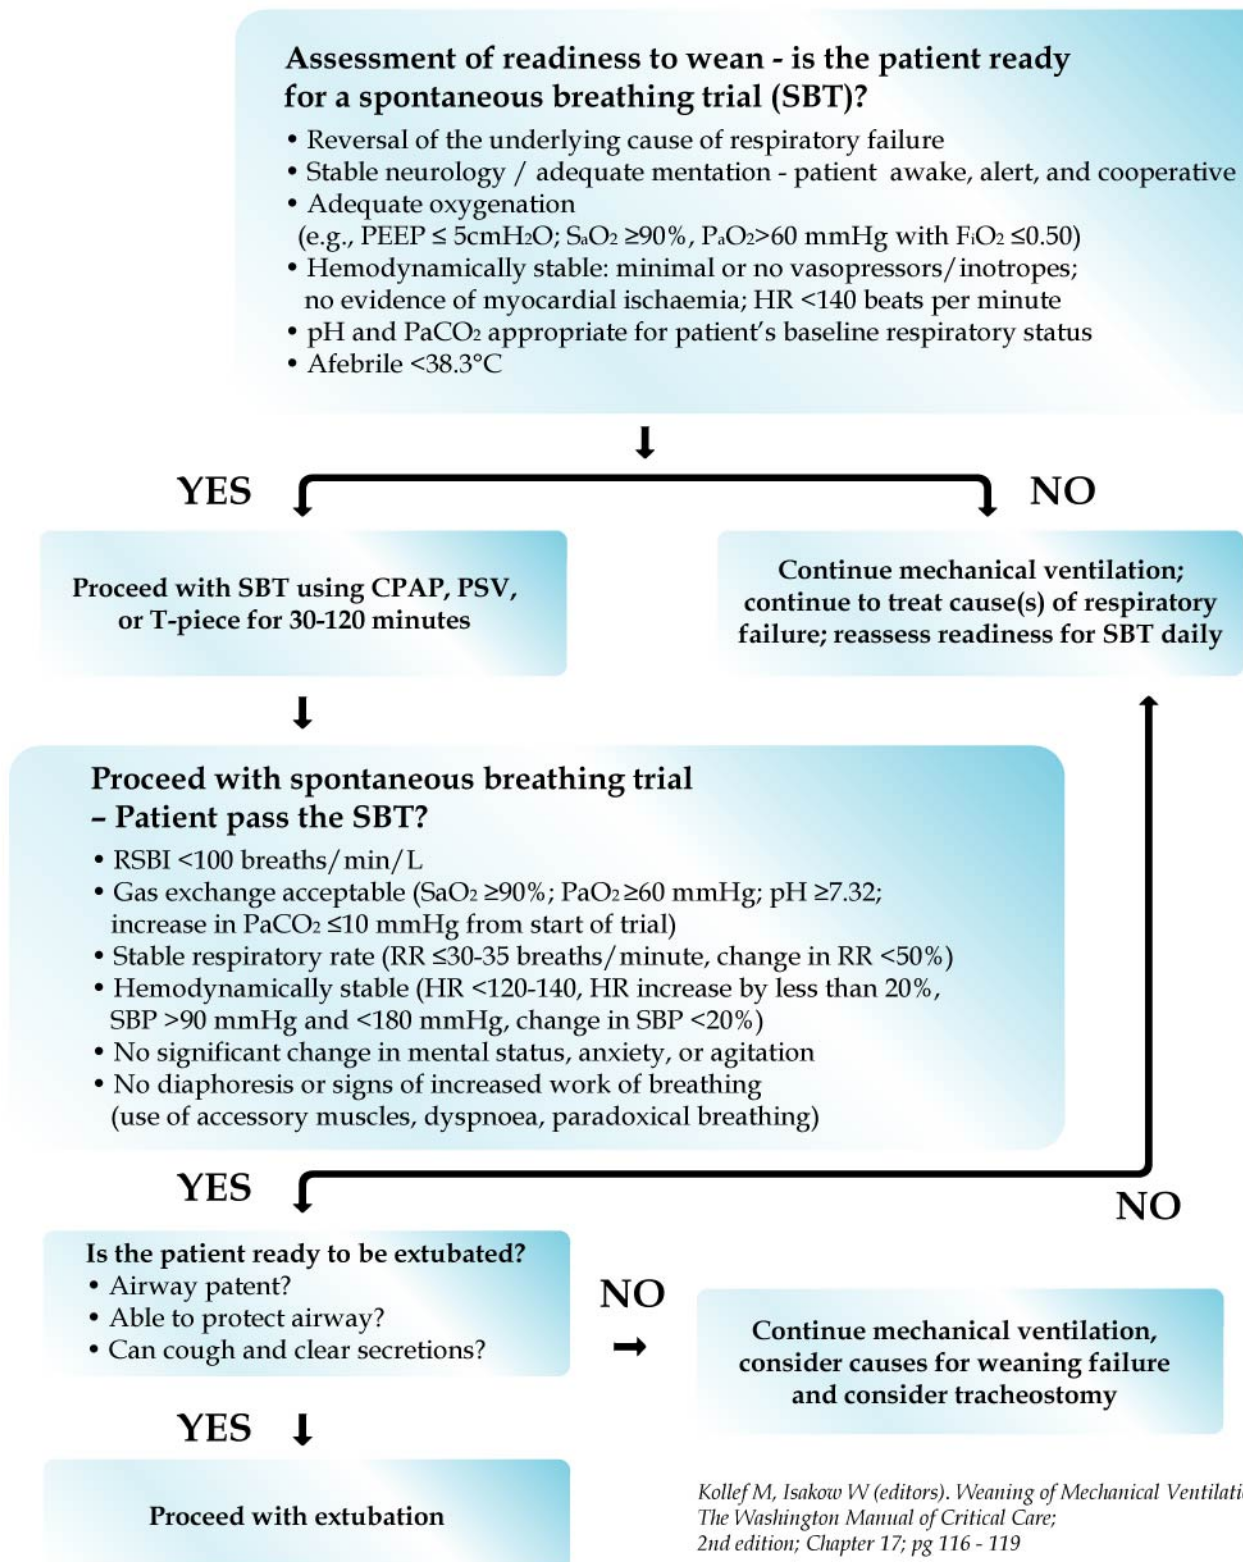 Assessment of readiness to wean - is the patient ready
for a spontaneous breathing trial (SBT)?
• Reversal of the underlying cause of respiratory failure
• Stable neurology / adequate mentation - patient awake, alert, and cooperative
• Adequate oxygenation
(e.g., PEEP ≤ 5cmH₂O; SₐO₂ ≥90%, PₐO₂>60 mmHg with FᵢO₂ ≤0.50)
• Hemodynamically stable: minimal or no vasopressors/inotropes;
no evidence of myocardial ischaemia; HR <140 beats per minute
• pH and PaCO₂ appropriate for patient's baseline respiratory status
• Afebrile <38.3°C
YES
NO
Proceed with SBT using CPAP, PSV,
or T-piece for 30-120 minutes
Continue mechanical ventilation;
continue to treat cause(s) of respiratory
failure; reassess readiness for SBT daily
Proceed with spontaneous breathing trial
– Patient pass the SBT?
• RSBI <100 breaths/min/L
• Gas exchange acceptable (SaO₂ ≥90%; PaO₂ ≥60 mmHg; pH ≥7.32;
increase in PaCO₂ ≤10 mmHg from start of trial)
• Stable respiratory rate (RR ≤30-35 breaths/minute, change in RR <50%)
• Hemodynamically stable (HR <120-140, HR increase by less than 20%,
SBP >90 mmHg and <180 mmHg, change in SBP <20%)
• No significant change in mental status, anxiety, or agitation
• No diaphoresis or signs of increased work of breathing
(use of accessory muscles, dyspnoea, paradoxical breathing)
YES
NO
Is the patient ready to be extubated?
• Airway patent?
• Able to protect airway?
• Can cough and clear secretions?
NO
Continue mechanical ventilation,
consider causes for weaning failure
and consider tracheostomy
YES
Proceed with extubation
Kollef M, Isakow W (editors). Weaning of Mechanical Ventilatio
The Washington Manual of Critical Care;
2nd edition; Chapter 17; pg 116 - 119